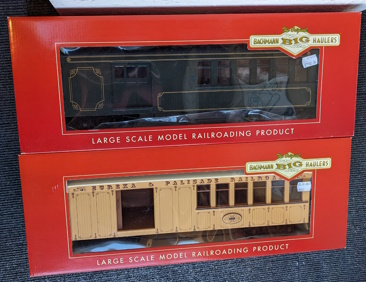 BACHMANN BIG HAULERS
LARGE SCALE MODEL RAILROADING PRODUCT
BACHMANN BIG HAULERS
EUREKA & PALISADE RAILROAD
LARGE SCALE MODEL RAILROADING PRODUCT